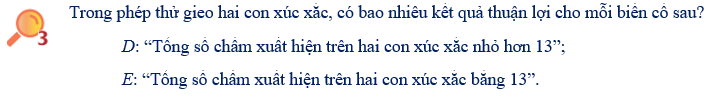 Trong phép thử gieo hai con xúc xắc, có bao nhiêu kết quả thuận lợi cho mỗi biến cố sau?
3
D: “Tổng số chấm xuất hiện trên hai con xúc xắc nhỏ hơn 13”;
E: “Tổng số chấm xuất hiện trên hai con xúc xắc bằng 13”.